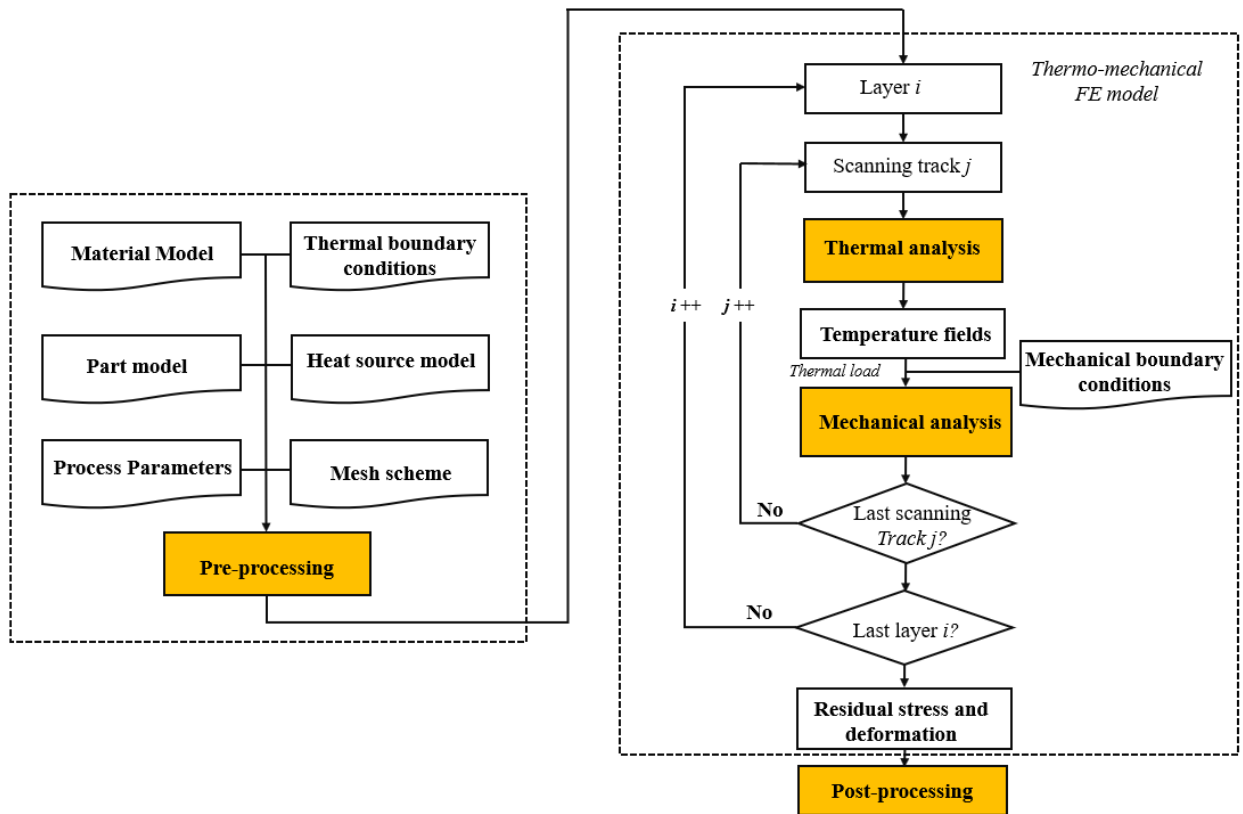 Material Model
Thermal boundary
conditions
Part model
Heat source model
Process Parameters
Mesh scheme
Pre-processing
Thermo-mechanical
FE model
Layer i
Scanning track j
Thermal analysis
i ++
j ++
Temperature fields
Thermal load
Mechanical boundary
conditions
Mechanical analysis
No
Last scanning
Track j?
No
Last layer i?
Residual stress and
deformation
Post-processing